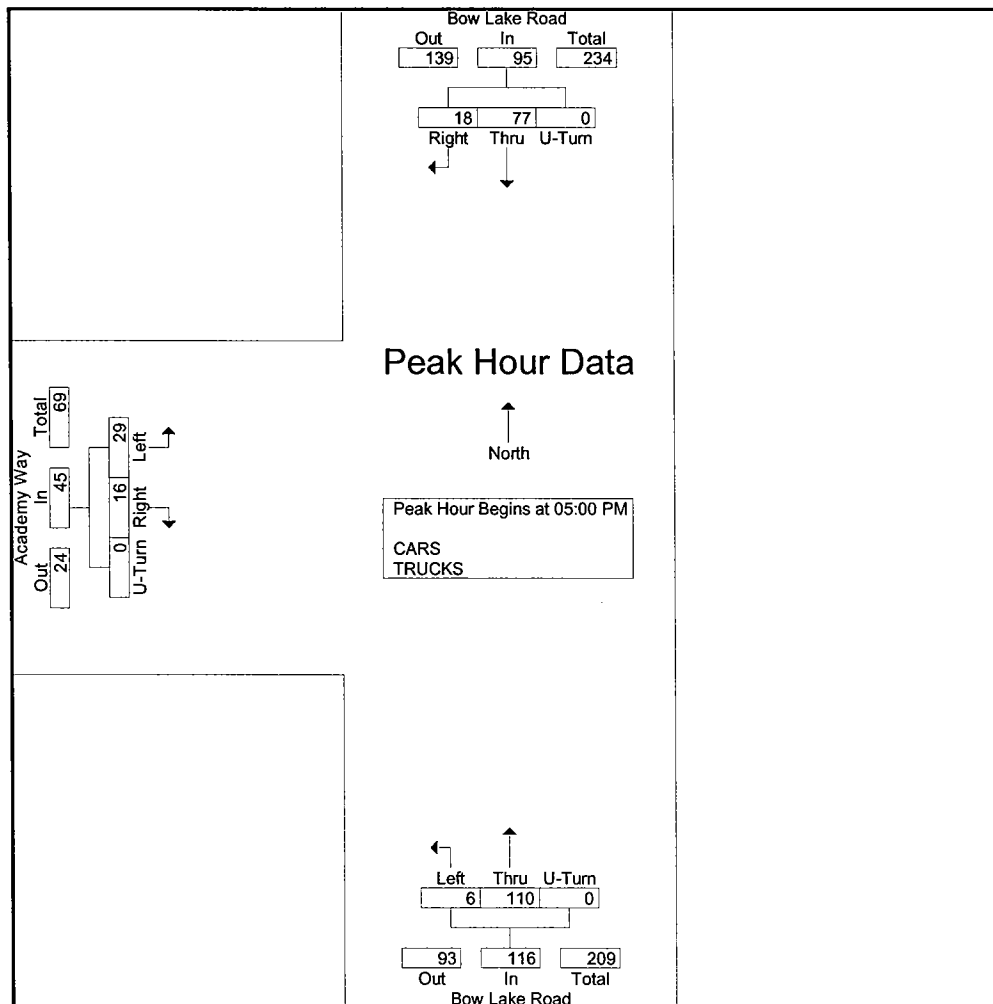 Bow Lake Road
Out In Total
139 95 234
18 77 0
Right Thru U-Turn
Peak Hour Data
North
Peak Hour Begins at 05:00 PM
CARS
TRUCKS
Academy Way
Out In Total
24 45 69
0 16 29
U-Turn Right Left
Left Thru U-Turn
6 110 0
93 116 209
Out In Total
Bow Lake Road